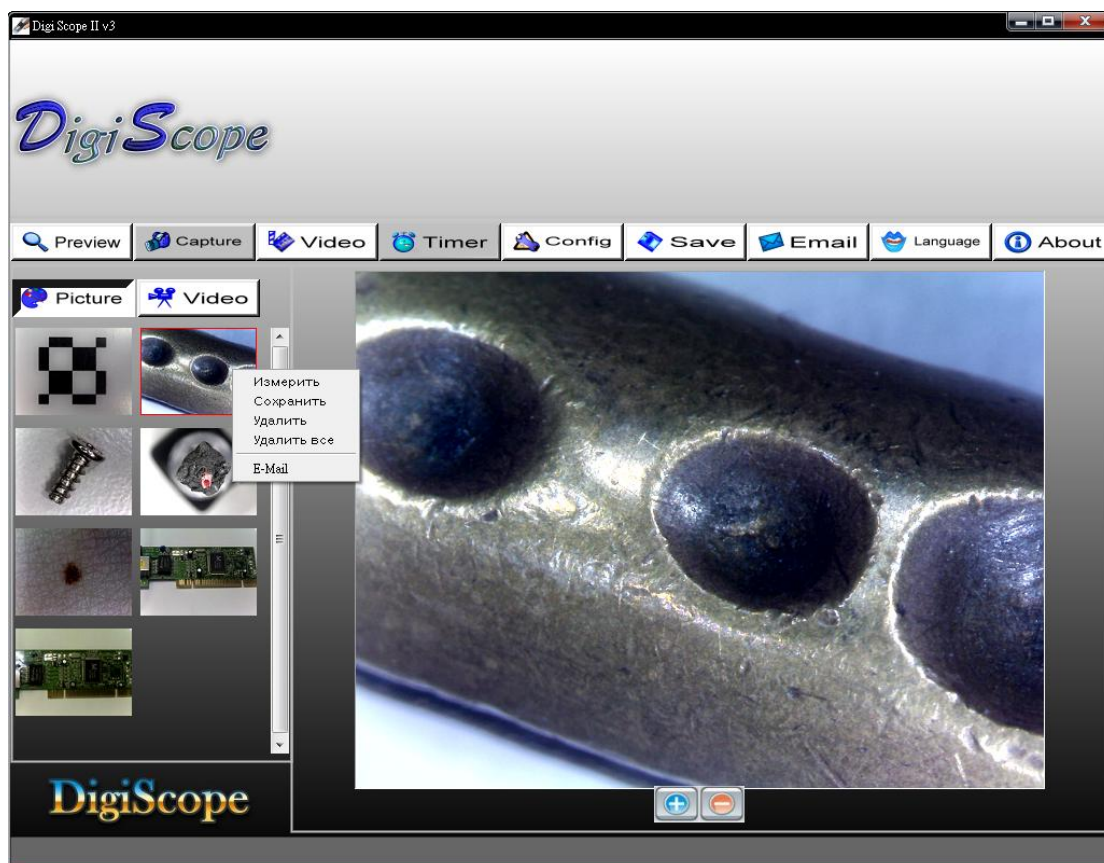 Digi Scope II v3
DigiScope
Preview
Capture
Video
Timer
Config
Save
Email
Language
About
Picture
Video
Измерить
Сохранить
Удалить
Удалить все
E-Mail
DigiScope